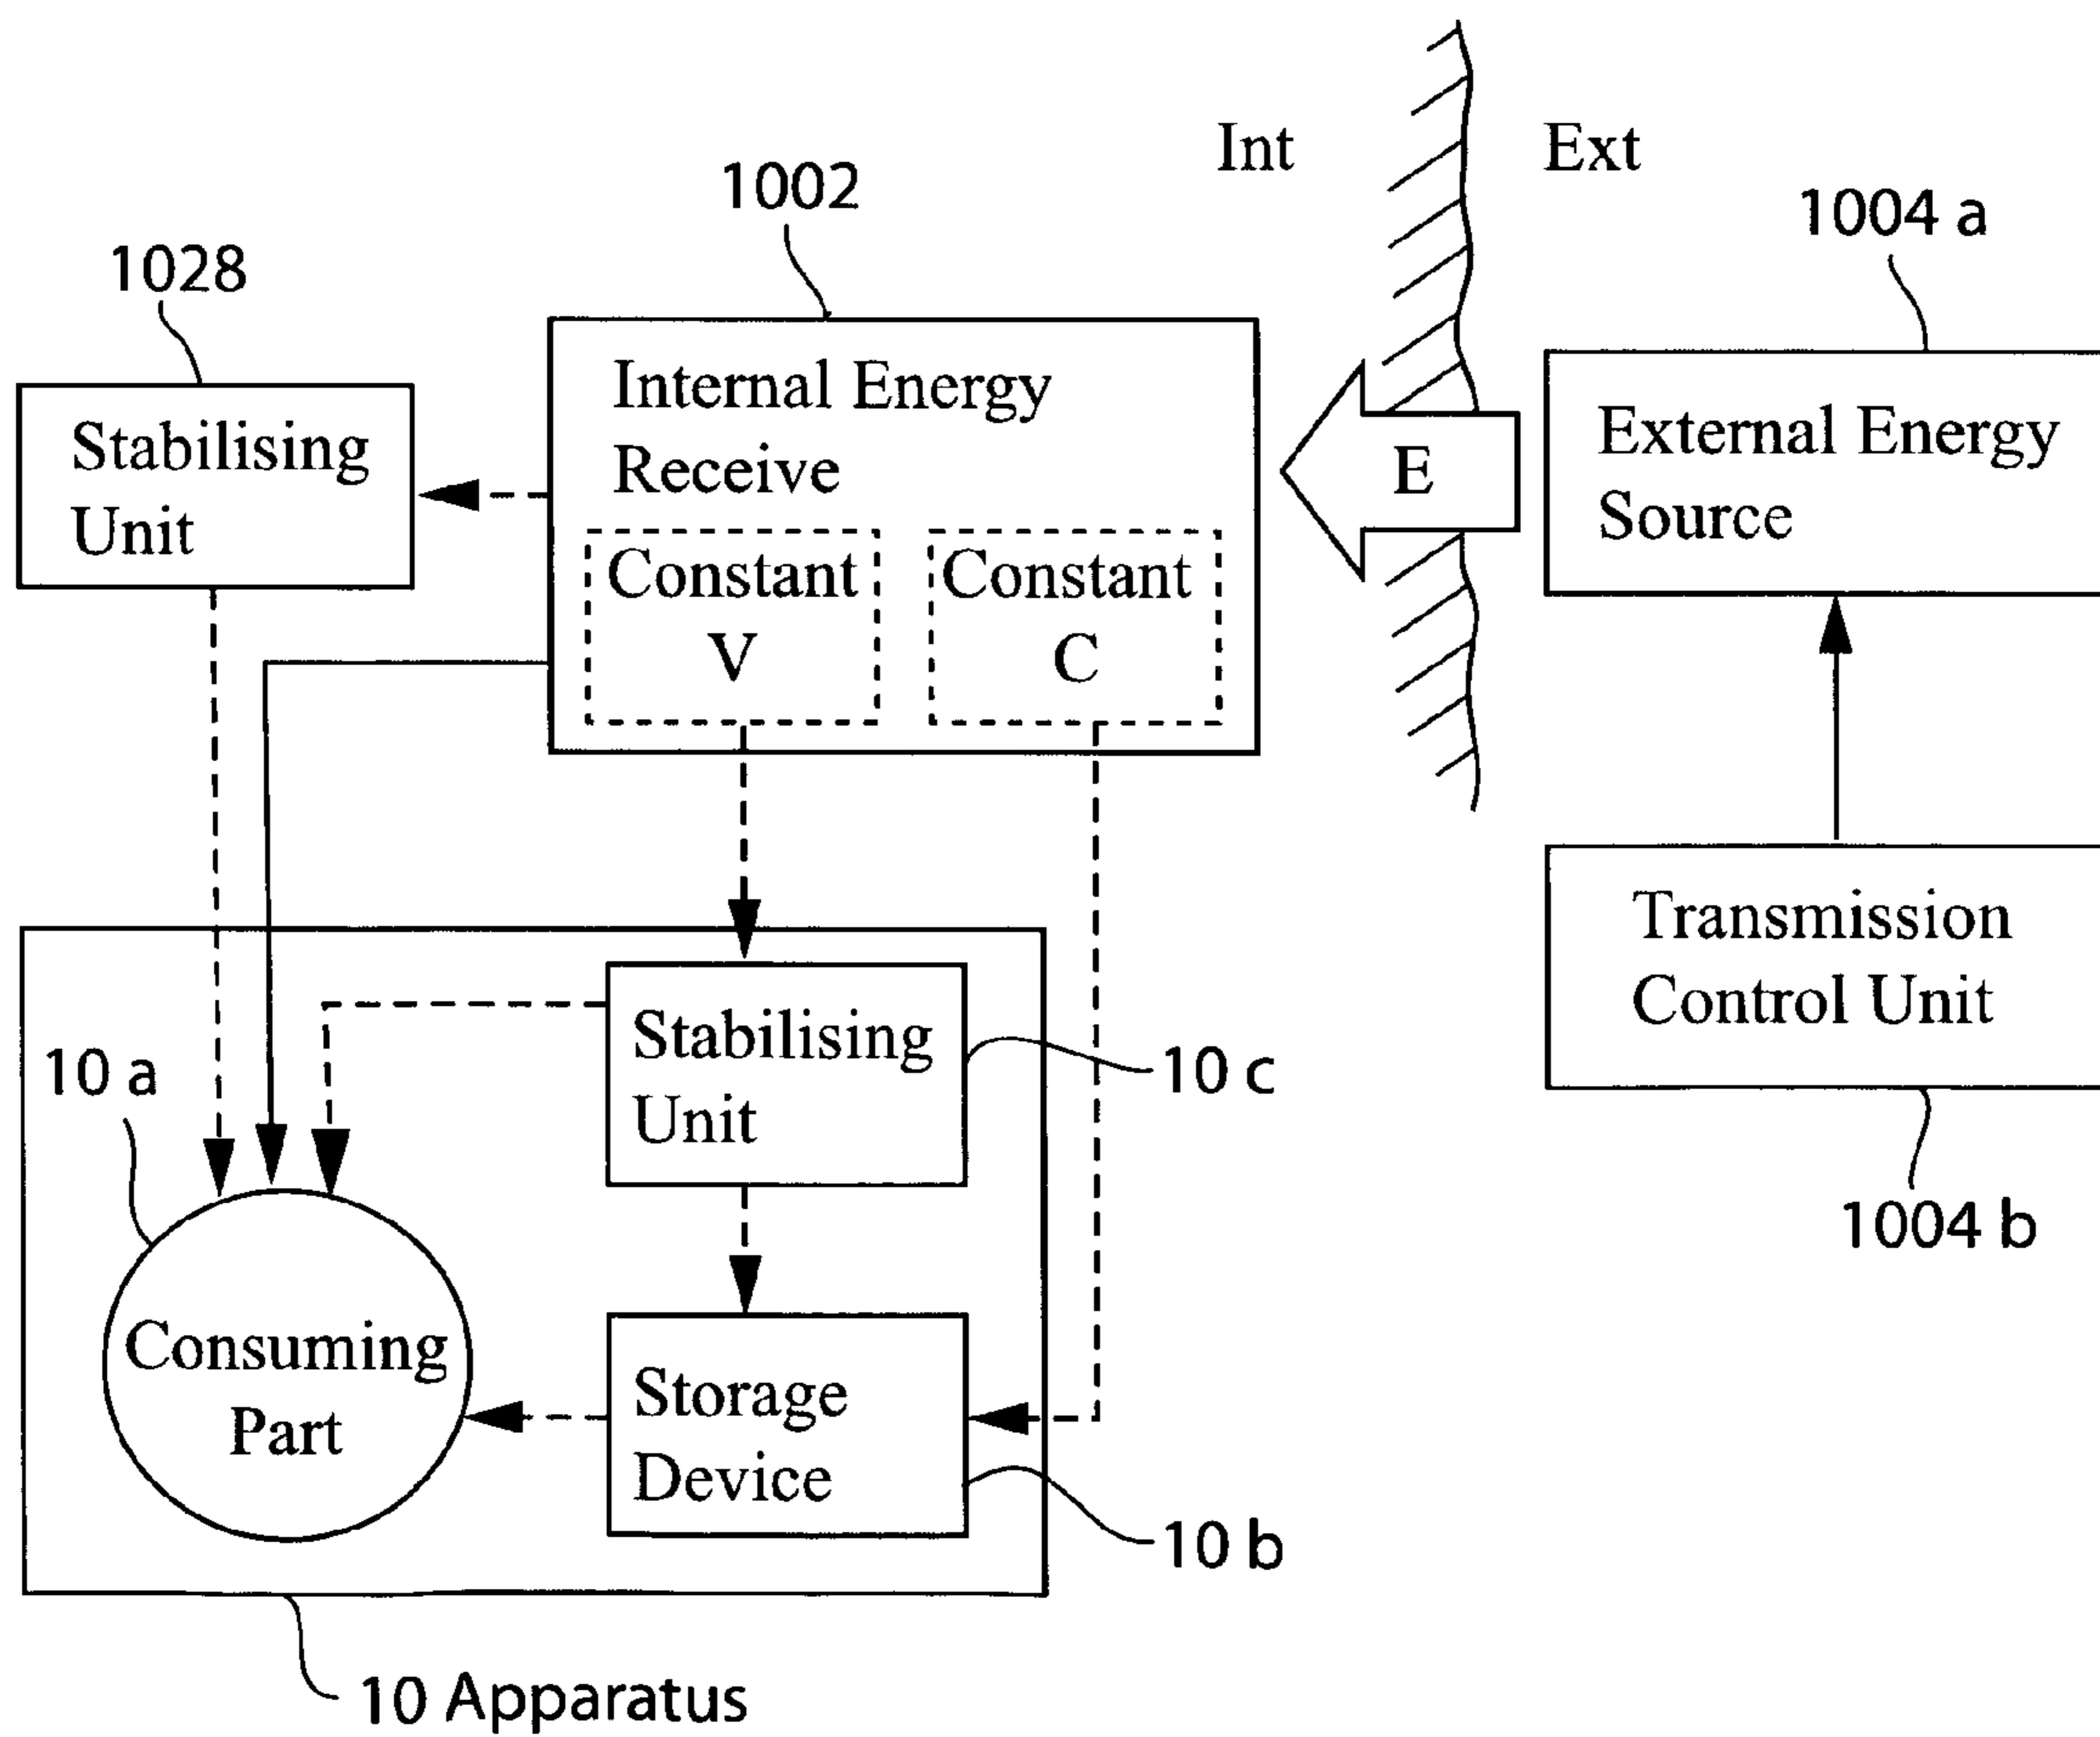 Int
Ext
1002
1004 a
1028
Internal Energy
Receive
External Energy
Source
Stabilising
Unit
E
Constant
V
Constant
C
Transmission
Control Unit
Stabilising
Unit
10 a
10 c
1004 b
Consuming
Part
Storage
Device
10 b
10 Apparatus